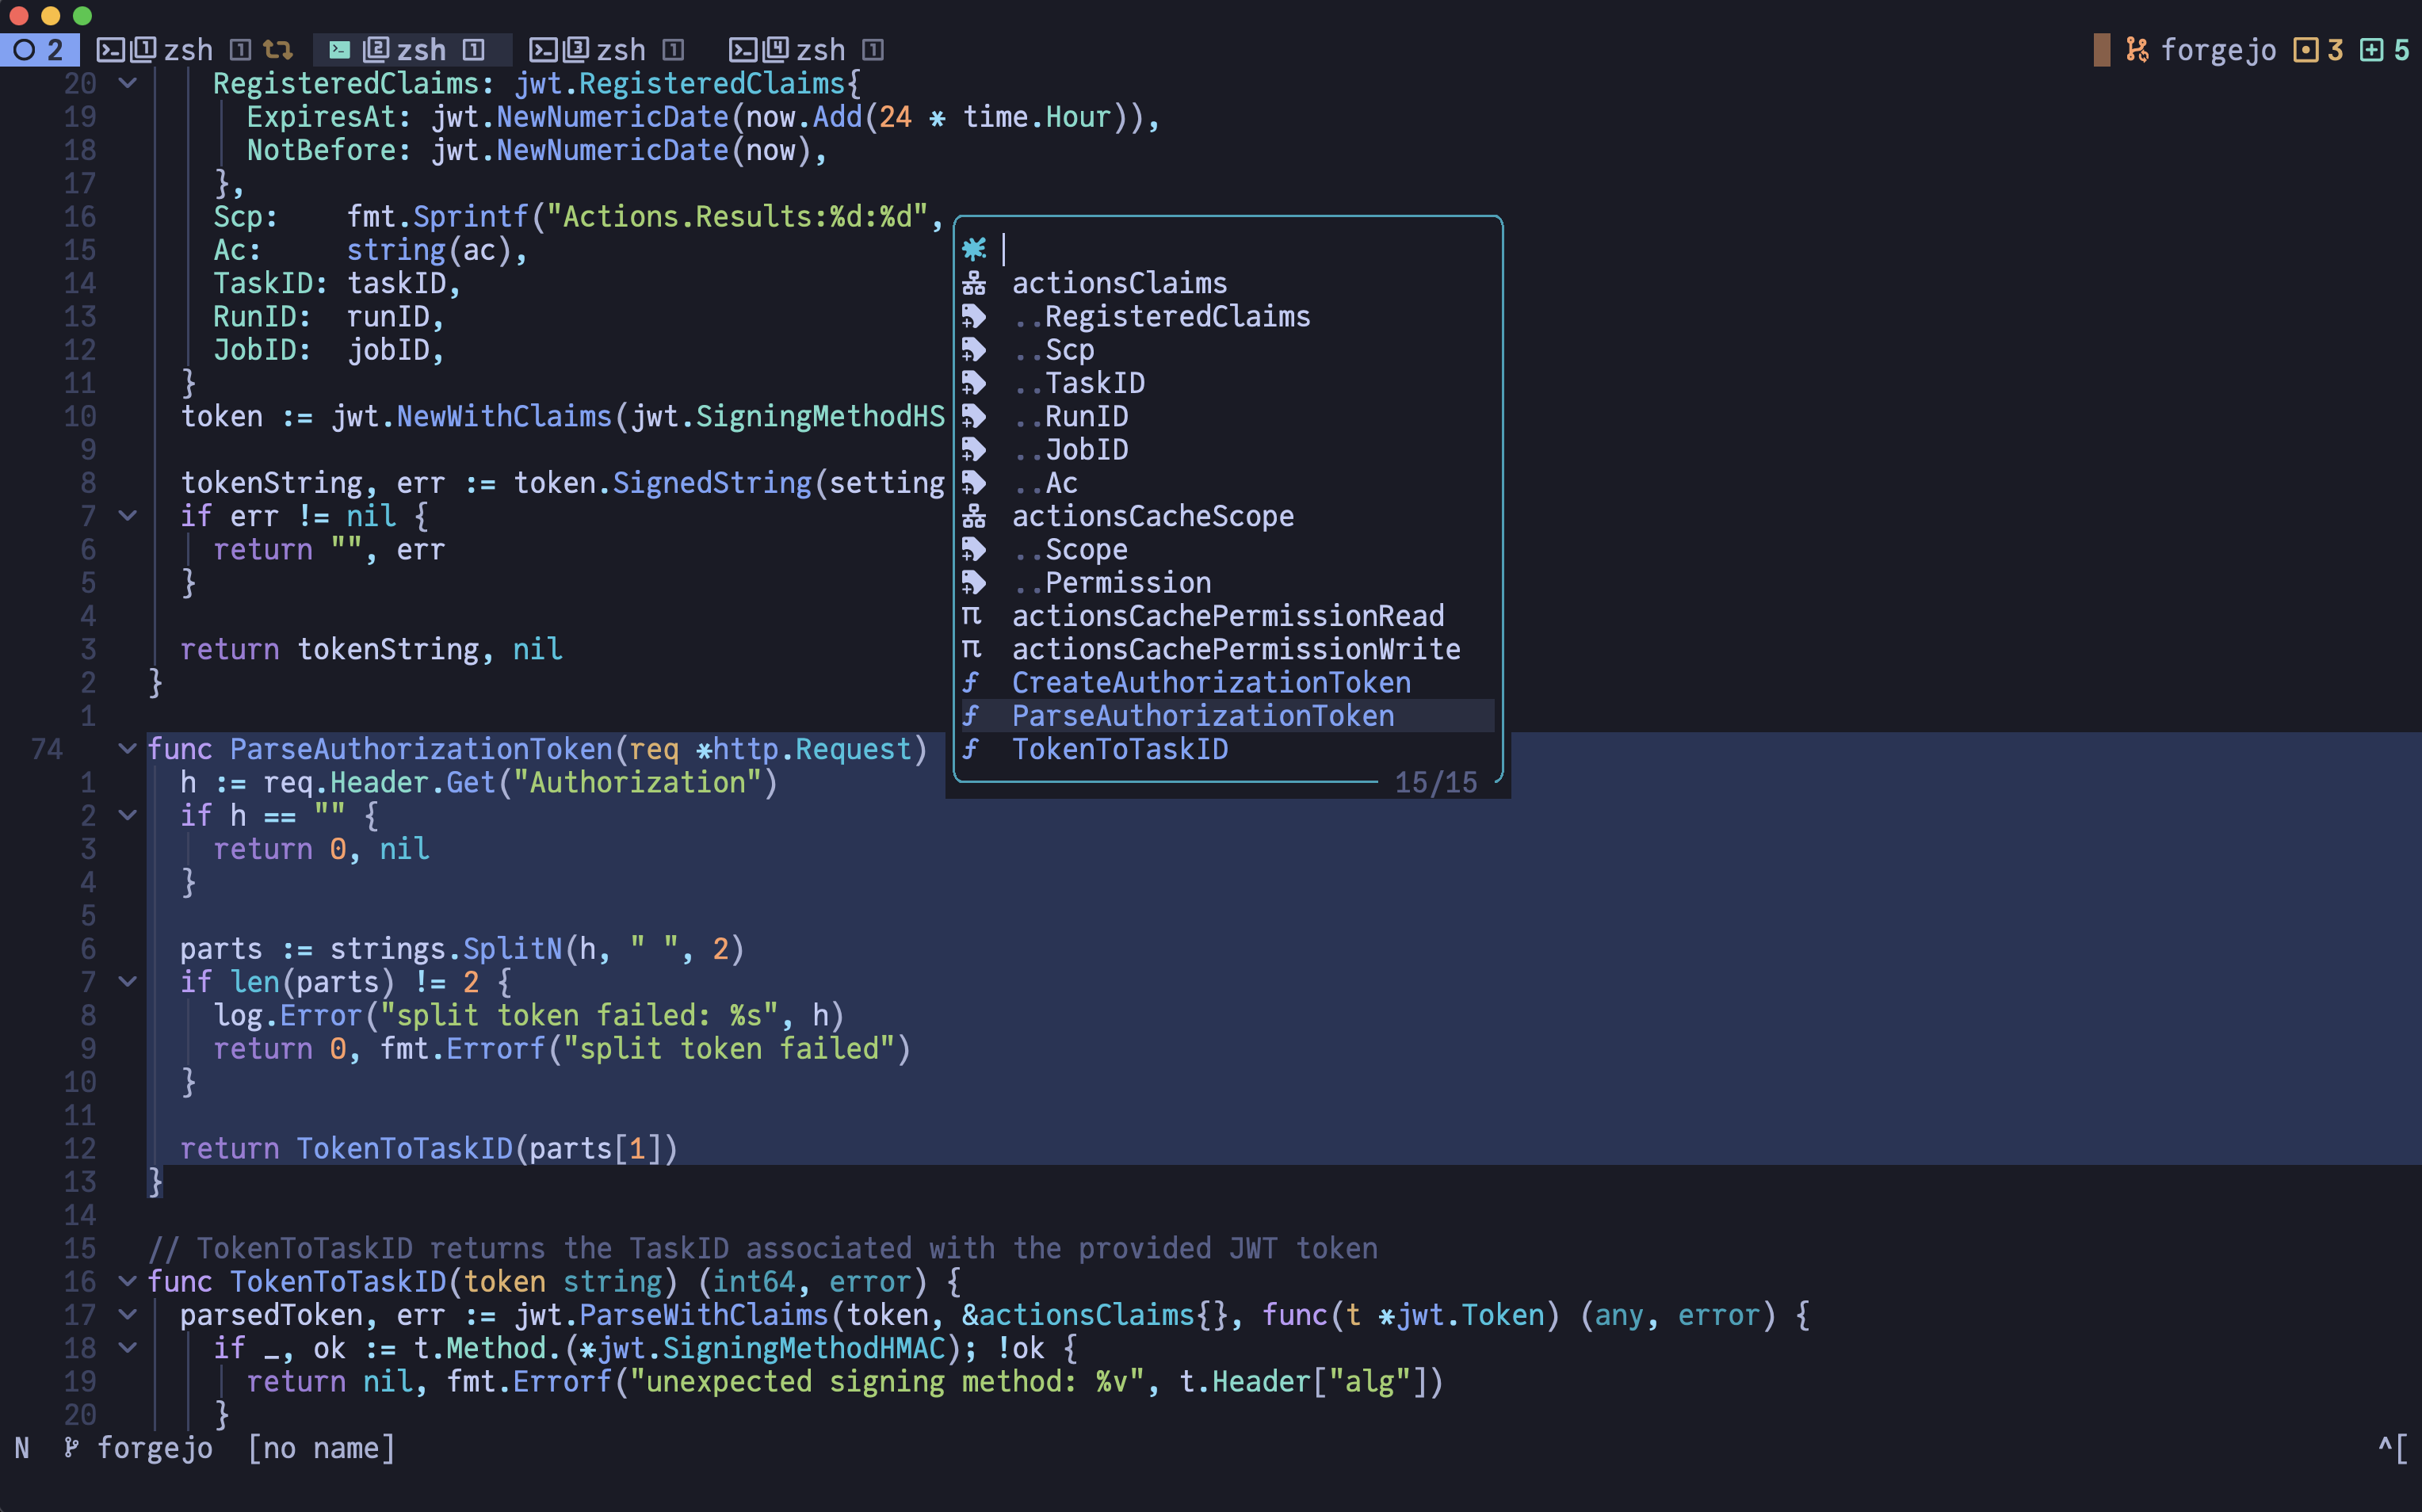 2 1 zsh 1 2 zsh 1 3 zsh 1 4 zsh 1 forgejo 3 5
20 RegisteredClaims: jwt.RegisteredClaims{
19 ExpiresAt: jwt.NewNumericDate(now.Add(24 * time.Hour)),
18 NotBefore: jwt.NewNumericDate(now),
17 },
16 Scp: fmt.Sprintf("Actions.Results:%d:%d",
15 Ac: string(ac),
14 TaskID: taskID,
13 RunID: runID,
12 JobID: jobID,
11 }
10 token := jwt.NewWithClaims(jwt.SigningMethodHS
9
8 tokenString, err := token.SignedString(setting
7 if err != nil {
6 return "", err
5 }
4
3 return tokenString, nil
2 }
1
actionsClaims
..RegisteredClaims
..Scp
..TaskID
..RunID
..JobID
..Ac
actionsCacheScope
..Scope
..Permission
π actionsCachePermissionRead
π actionsCachePermissionWrite
f CreateAuthorizationToken
f ParseAuthorizationToken
f TokenToTaskID
15/15
74 func ParseAuthorizationToken(req *http.Request)
1 h := req.Header.Get("Authorization")
2 if h == "" {
3 return 0, nil
4 }
5
6 parts := strings.SplitN(h, " ", 2)
7 if len(parts) != 2 {
8 log.Error("split token failed: %s", h)
9 return 0, fmt.Errorf("split token failed")
10 }
11
12 return TokenToTaskID(parts[1])
13 }
14
15 // TokenToTaskID returns the TaskID associated with the provided JWT token
16 func TokenToTaskID(token string) (int64, error) {
17 parsedToken, err := jwt.ParseWithClaims(token, &actionsClaims{}, func(t *jwt.Token) (any, error) {
18 if _, ok := t.Method.(*jwt.SigningMethodHMAC); !ok {
19 return nil, fmt.Errorf("unexpected signing method: %v", t.Header["alg"])
20 }
N forgejo [no name] ^[